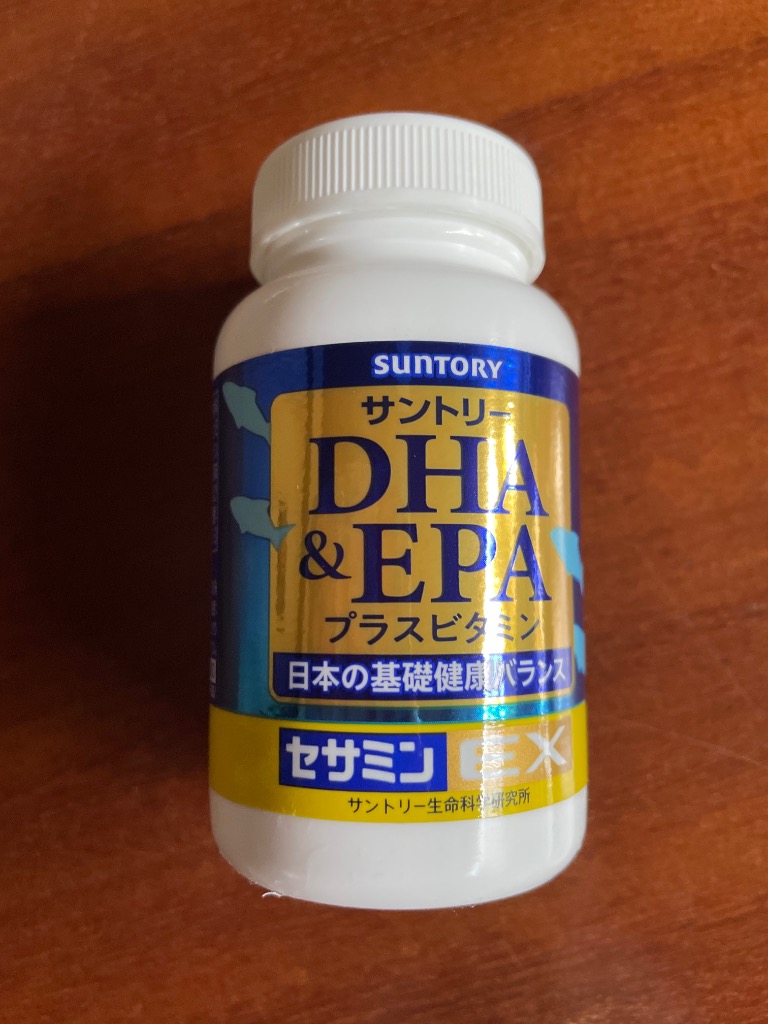 SUNTORY
サントリー
DHA
&EPA
プラスビタミン
日本の基礎健康バランス
セサミン EX
サントリー生命科学研究所